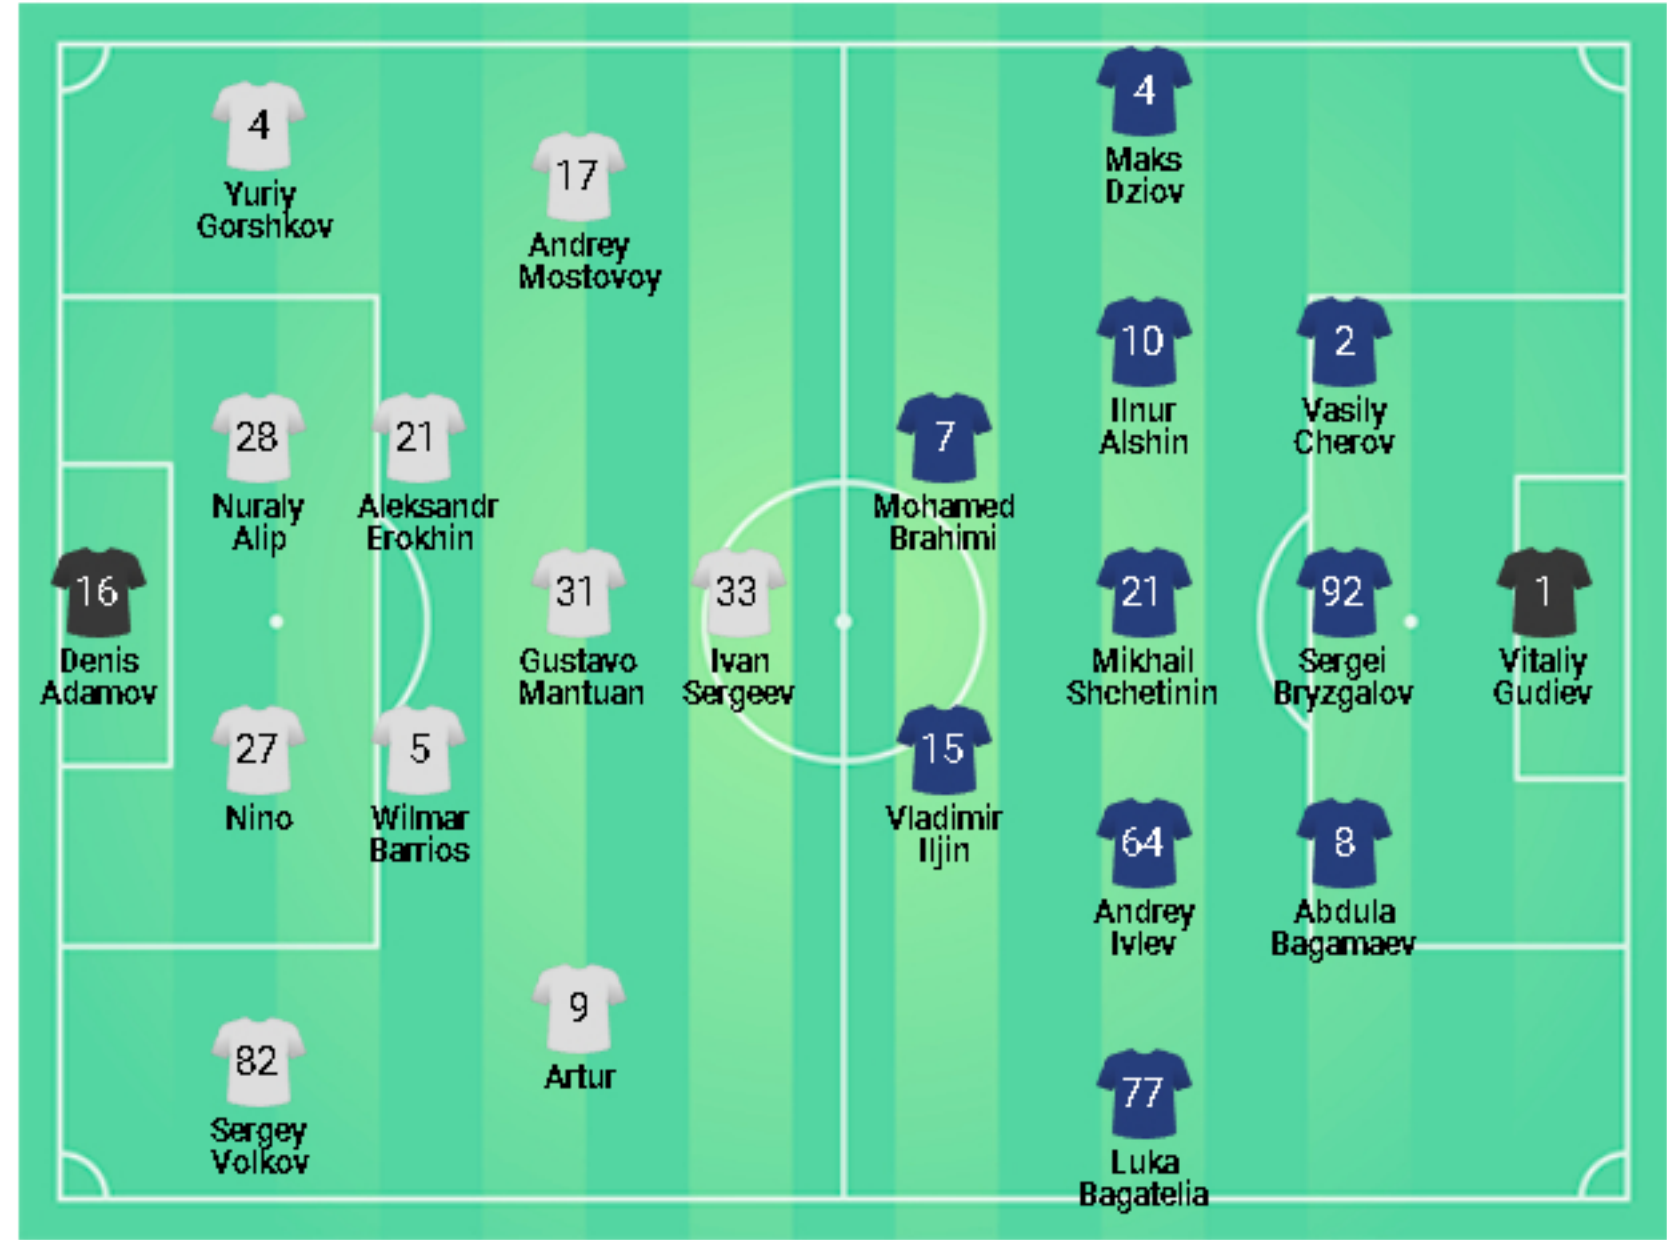 4
Yuriy
Gorshkov
17
Andrey
Mostovoy
28
Nuraly
Alip
21
Aleksandr
Erokhin
16
Denis
Adamov
31
Gustavo
Mantuan
33
Ivan
Sergeev
27
Nino
5
Wilmar
Barrios
9
Artur
82
Sergey
Volkov
4
Maks
Dziov
10
Ilnur
Alshin
2
Vasily
Cherov
7
Mohamed
Brahimi
21
Mikhail
Shchetinin
92
Sergei
Bryzgalov
1
Vitaliy
Gudiev
15
Vladimir
Iljin
64
Andrey
Ivlev
8
Abdula
Bagamaev
77
Luka
Bagatelia